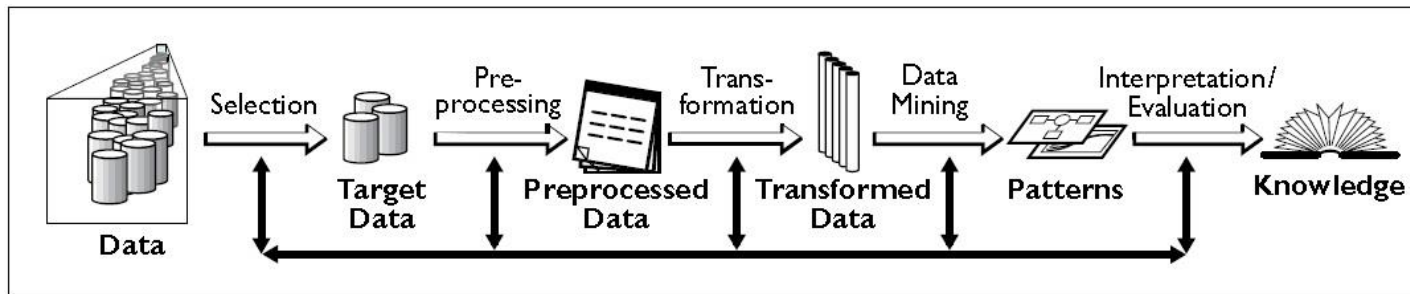 Data
Selection
Target
Data
Pre-
processing
Preprocessed
Data
Trans-
formation
Transformed
Data
Data
Mining
Patterns
Interpretation/
Evaluation
Knowledge